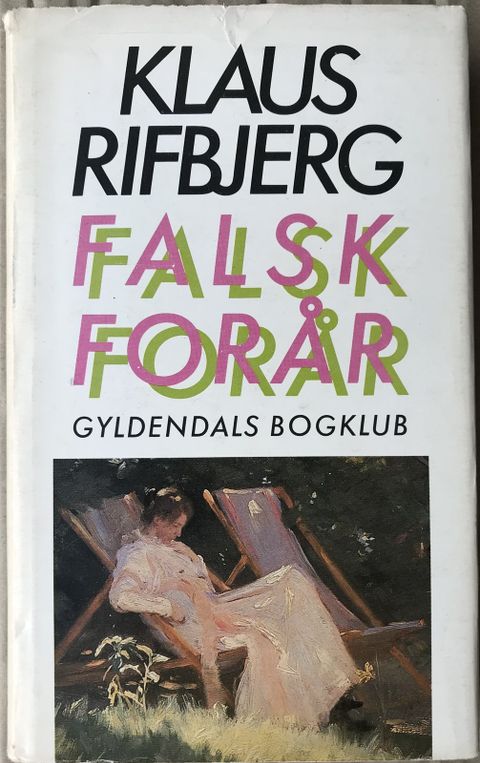 KLAUS
RIFBJERG
FALSK
FORÅR
GYLDENDALS BOGKLUB